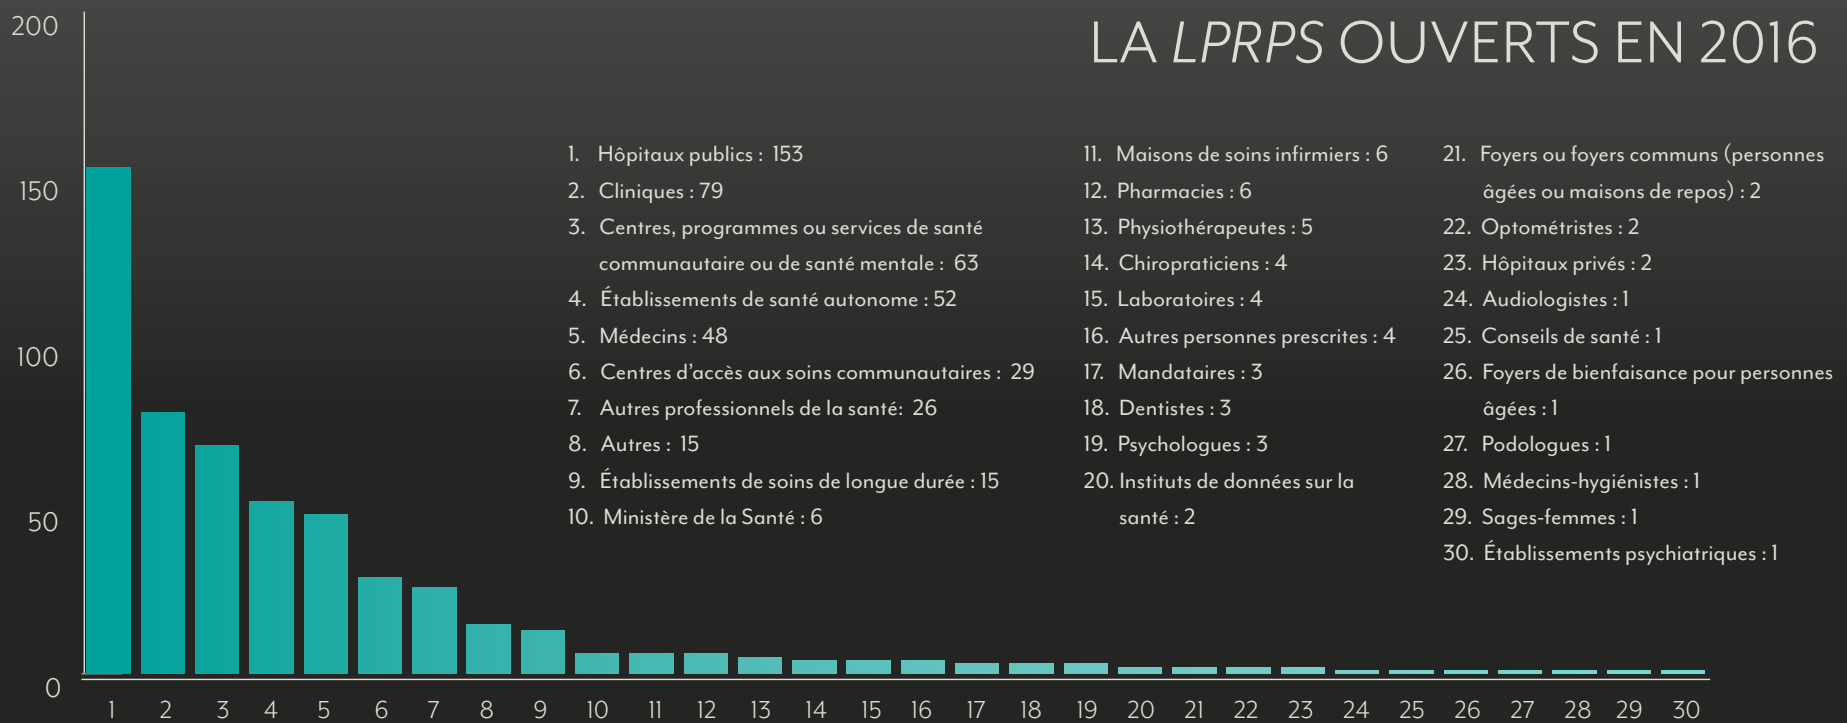 LA LPRPS OUVERTS EN 2016
200
150
100
50
0
1. Hôpitaux publics : 153
2. Cliniques : 79
3. Centres, programmes ou services de santé
communautaire ou de santé mentale : 63
4. Établissements de santé autonome : 52
5. Médecins : 48
6. Centres d'accès aux soins communautaires : 29
7. Autres professionnels de la santé: 26
8. Autres : 15
9. Établissements de soins de longue durée : 15
10. Ministère de la Santé : 6
11. Maisons de soins infirmiers : 6
12. Pharmacies : 6
13. Physiothérapeutes : 5
14. Chiropraticiens : 4
15. Laboratoires : 4
16. Autres personnes prescrites : 4
17. Mandataires : 3
18. Dentistes : 3
19. Psychologues : 3
20. Instituts de données sur la
santé : 2
21. Foyers ou foyers communs (personnes
âgées ou maisons de repos) : 2
22. Optométristes : 2
23. Hôpitaux privés : 2
24. Audiologistes : 1
25. Conseils de santé : 1
26. Foyers de bienfaisance pour personnes
âgées : 1
27. Podologues : 1
28. Médecins-hygiénistes : 1
29. Sages-femmes : 1
30. Établissements psychiatriques : 1
1 2 3 4 5 6 7 8 9 10 11 12 13 14 15 16 17 18 19 20 21 22 23 24 25 26 27 28 29 30